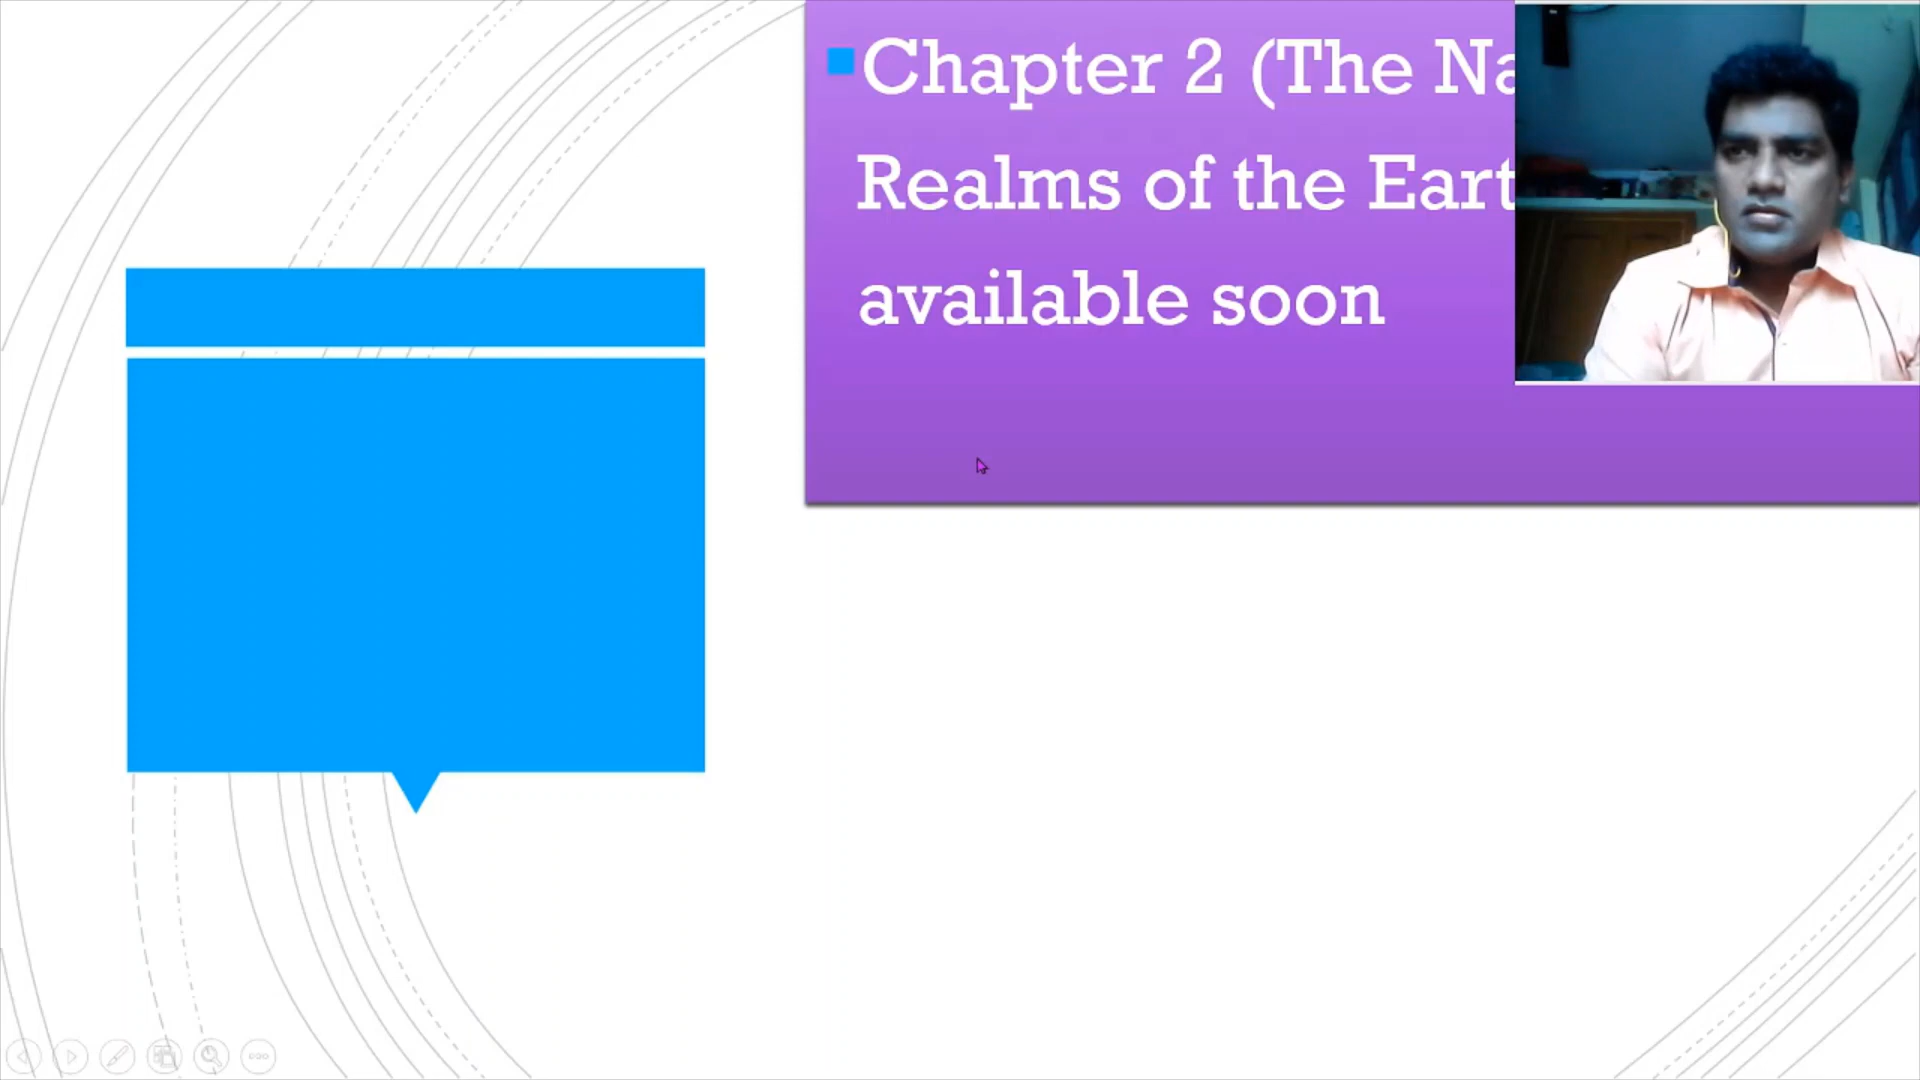 Chapter 2 (The
Realms of the
available soon